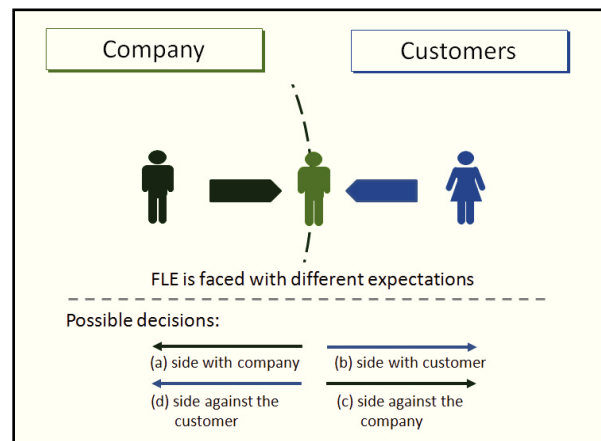 Company
Customers
FLE is faced with different expectations
Possible decisions:
(a) side with company
(b) side with customer
(d) side against the
customer
(c) side against the
company